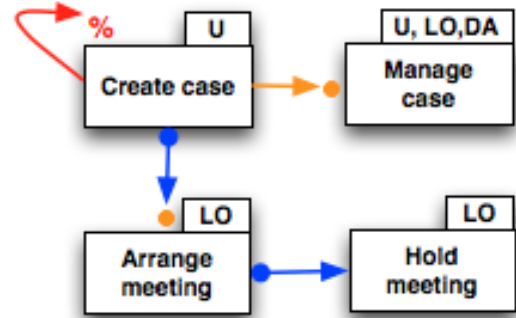 %
U
Create case
U, LO,DA
Manage
case
LO
Arrange
meeting
LO
Hold
meeting